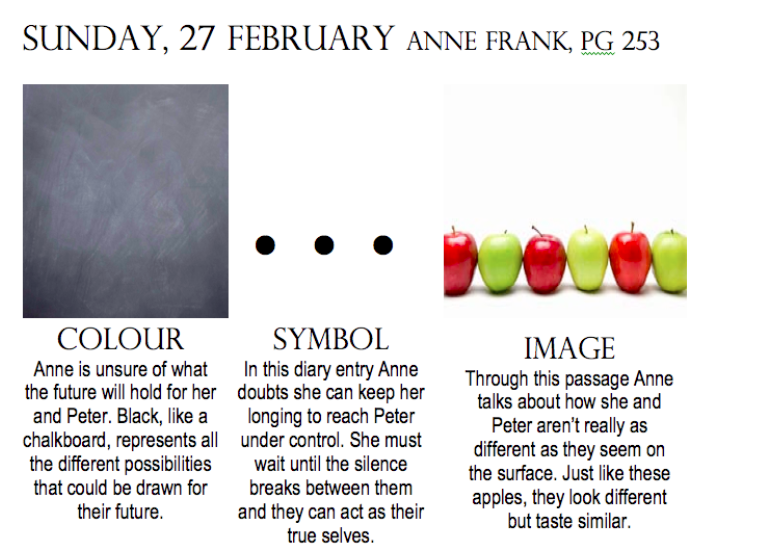 SUNDAY, 27 FEBRUARY ANNE FRANK, PG 253
COLOUR
Anne is unsure of what
the future will hold for her
and Peter. Black, like a
chalkboard, represents all
the different possibilities
that could be drawn for
their future.
SYMBOL
In this diary entry Anne
doubts she can keep her
longing to reach Peter
under control. She must
wait until the silence
breaks between them
and they can act as their
true selves.
IMAGE
Through this passage Anne
talks about how she and
Peter aren't really as
different as they seem on
the surface. Just like these
apples, they look different
but taste similar.